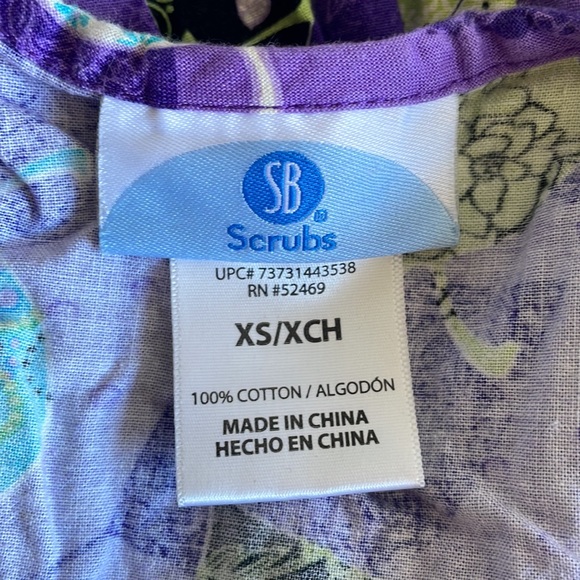 SB
Scrubs
UPC# 73731443538
RN #52469
XS/XCH
100% COTTON / ALGODÓN
MADE IN CHINA
HECHO EN CHINA